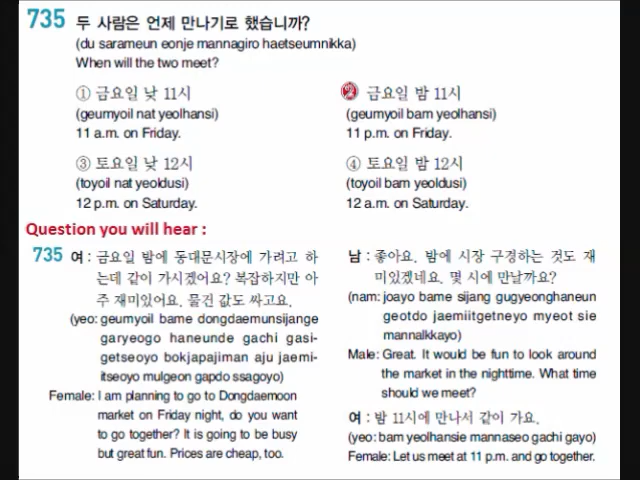 735 두 사람은 언제 만나기로 했습니까?
(du sarameun eonje mannagiro haetseumnikka)
When will the two meet?
① 금요일 낮 11시
(geumyoil nat yeolhansi)
11 a.m. on Friday.
② 금요일 밤 11시
(geumyoil bam yeolhansi)
11 p.m. on Friday.
③ 토요일 낮 12시
(toyoil nat yeoldusi)
12 p.m. on Saturday.
④ 토요일 밤 12시
(toyoil bam yeoldusi)
12 a.m. on Saturday.
Question you will hear :
735 여 : 금요일 밤에 동대문시장에 가려고 하
는데 같이 가시겠어요? 복잡하지만 아
주 재미있어요. 물건 값도 싸고요.
(yeo: geumyoil bame dongdaemunsijange
garyeogo haneunde gachi gasi-
getseoyo bokjapajiman aju jaemi-
itseoyo mulgeon gapdo ssagoyo)
Female: I am planning to go to Dongdaemoon
market on Friday night, do you want
to go together? It is going to be busy
but great fun. Prices are cheap, too.
남 : 좋아요. 밤에 시장 구경하는 것도 재
미있겠네요. 몇 시에 만날까요?
(nam: joayo bame sijang gugyeonghaneun
geotdo jaemiitgetneyo myeot sie
mannalkkayo)
Male: Great. It would be fun to look around
the market in the nighttime. What time
should we meet?
여 : 밤 11시에 만나서 같이 가요.
(yeo: bam yeolhansie mannaseo gachi gayo)
Female: Let us meet at 11 p.m. and go together.